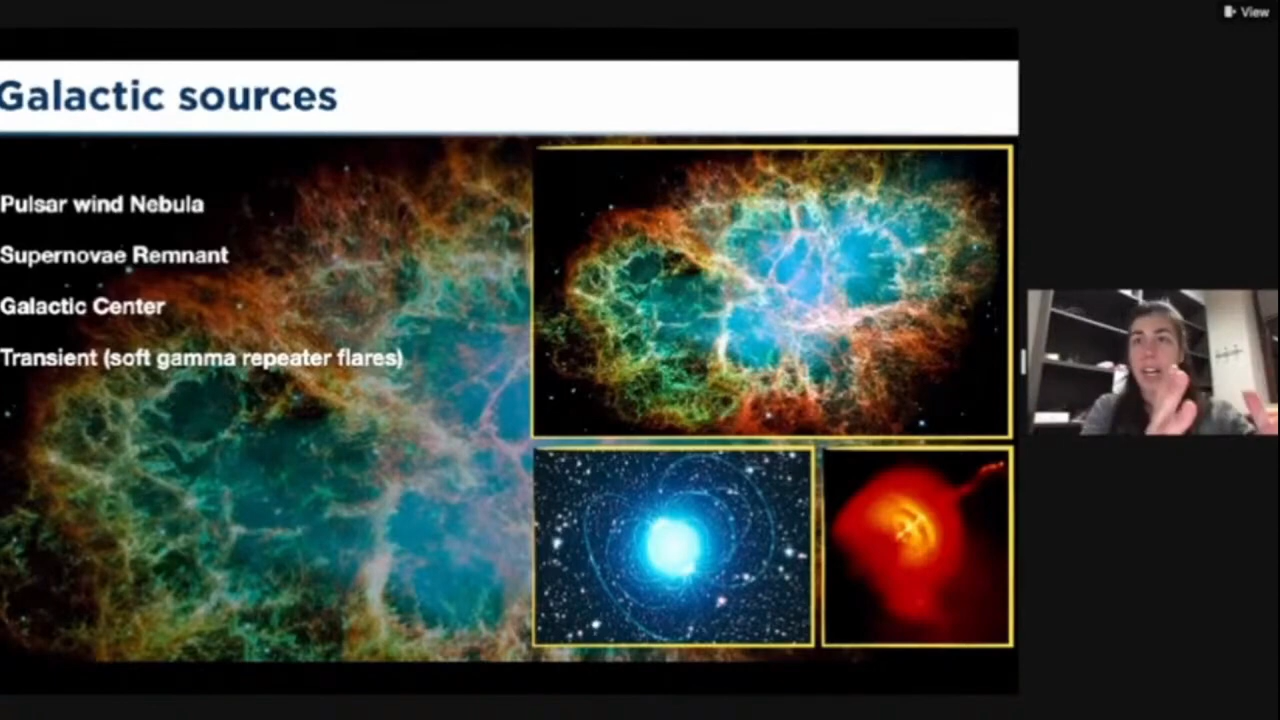 View
Galactic sources
Pulsar wind Nebula
Supernovae Remnant
Galactic Center
Transient (soft gamma repeater flares)